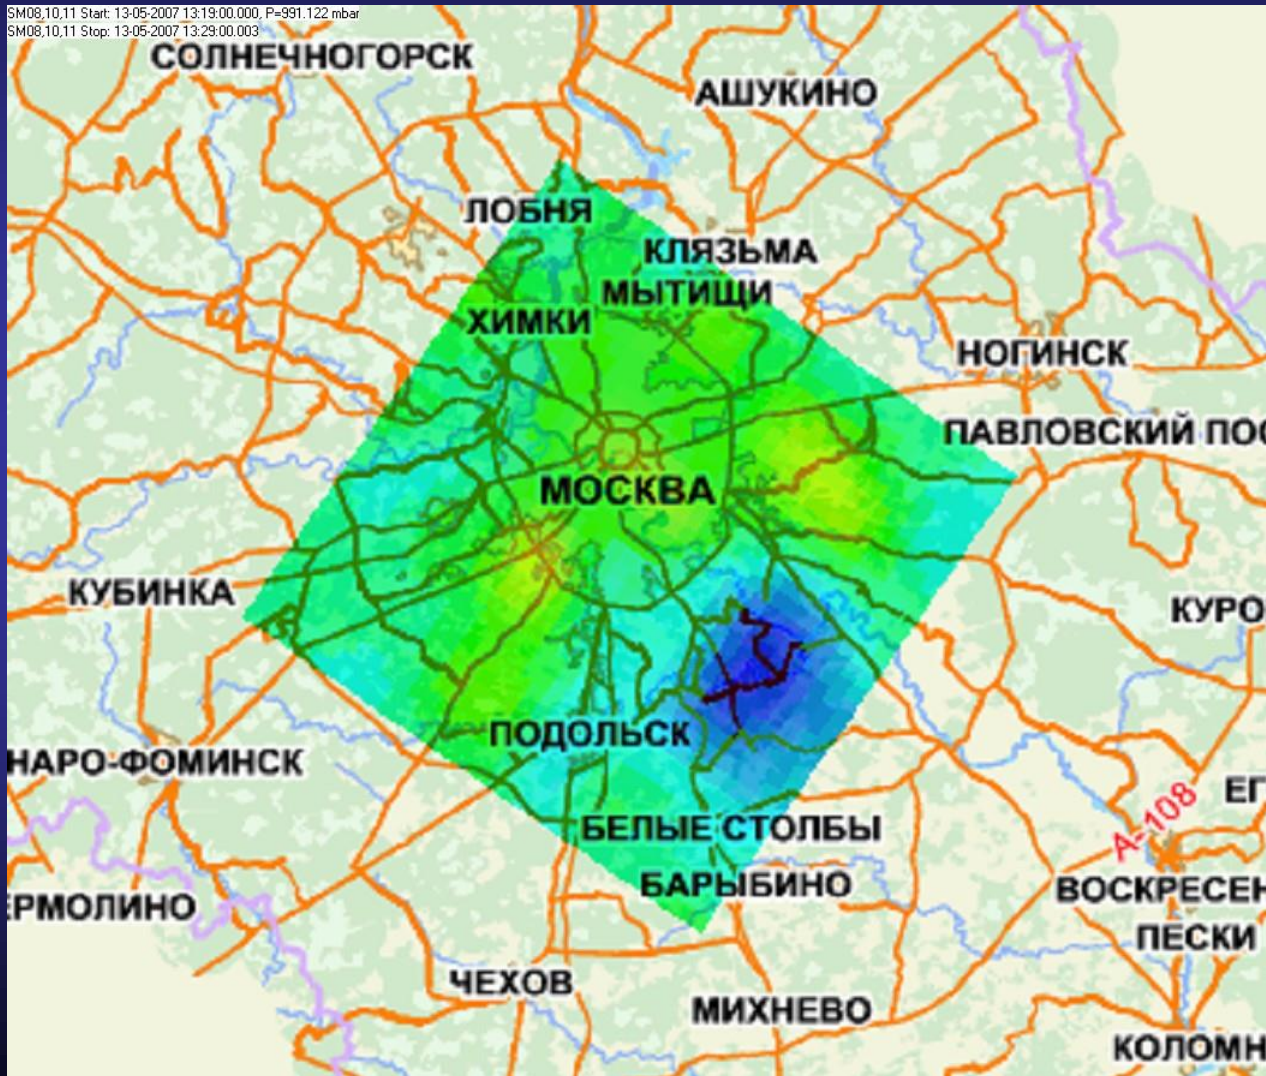 SM08,10,11 Start: 13-05-2007 13:19:00.000, P=991.122 mbar
SM08,10,11 Stop: 13-05-2007 13:29:00.003
СОЛНЕЧНОГОРСК
АШУКИНО
ЛОБНЯ
КЛЯЗЬМА
МЫТИЩИ
ХИМКИ
НОГИНСК
ПАВЛОВСКИЙ ПОС
МОСКВА
КУБИНКА
КУРО
ПОДОЛЬСК
НАРО-ФОМИНСК
ЕГ
А-108
БЕЛЫЕ СТОЛБЫ
БАРЫБИНО
ВОСКРЕСЕН
ЕРМОЛИНО
ПЕСКИ
ЧЕХОВ
МИХНЕВО
КОЛОМН